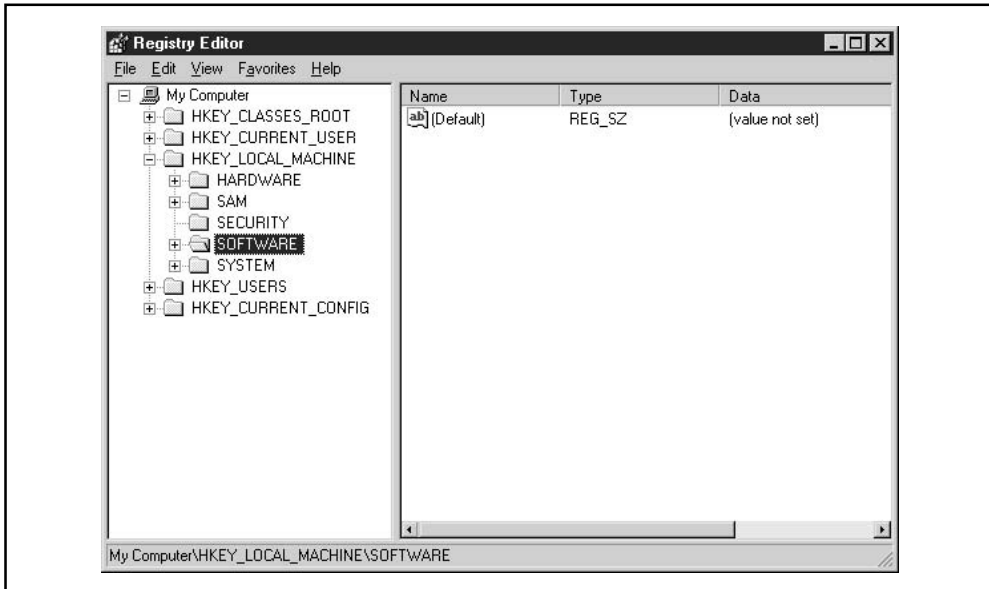 Registry Editor
File Edit View Favorites Help
My Computer
HKEY_CLASSES_ROOT
HKEY_CURRENT_USER
HKEY_LOCAL_MACHINE
HARDWARE
SAM
SECURITY
SOFTWARE
SYSTEM
HKEY_USERS
HKEY_CURRENT_CONFIG
Name Type Data
ab (Default) REG_SZ (value not set)
My Computer\HKEY_LOCAL_MACHINE\SOFTWARE